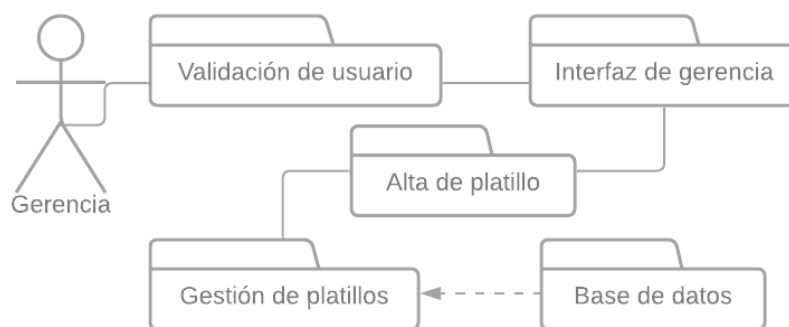 Validación de usuario
Interfaz de gerencia
Alta de platillo
Gerencia
Gestión de platillos
Base de datos